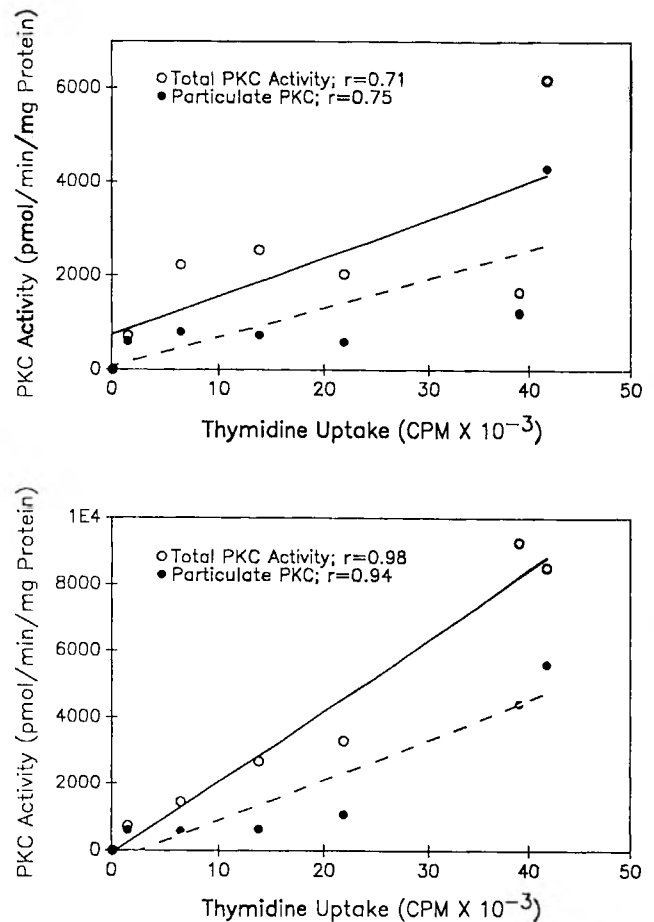 PKC Activity (pmol/min/mg Protein)
6000
4000
2000
0
○ Total PKC Activity; r=0.71
● Particulate PKC; r=0.75
0 10 20 30 40 50
Thymidine Uptake (CPM X 10⁻³)
PKC Activity (pmol/min/mg Protein)
1E4
8000
6000
4000
2000
0
○ Total PKC Activity; r=0.98
● Particulate PKC; r=0.94
0 10 20 30 40 50
Thymidine Uptake (CPM X 10⁻³)